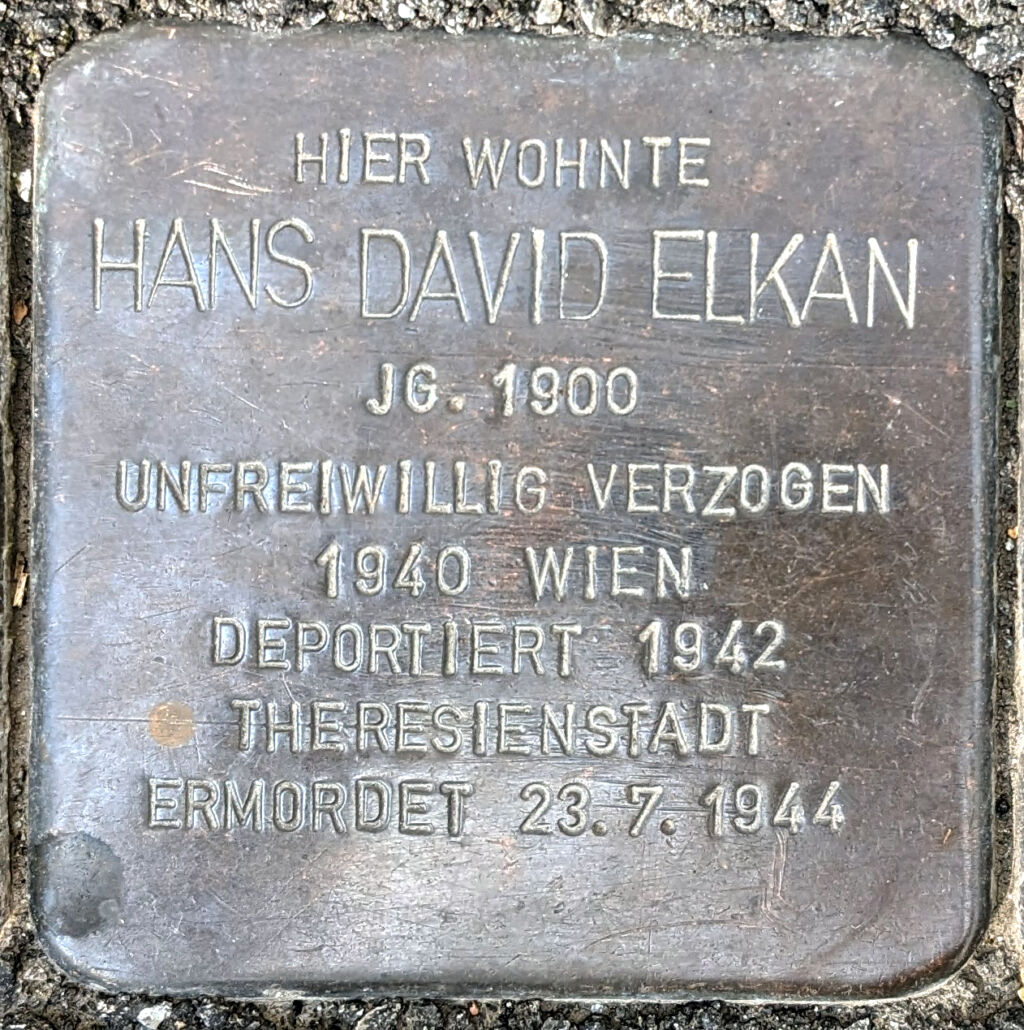 HIER WOHNTE
HANS DAVID ELKAN
JG. 1900
UNFREIWILLIG VERZOGEN
1940 WIEN
DEPORTIERT 1942
THERESIENSTADT
ERMORDET 23.7.1944